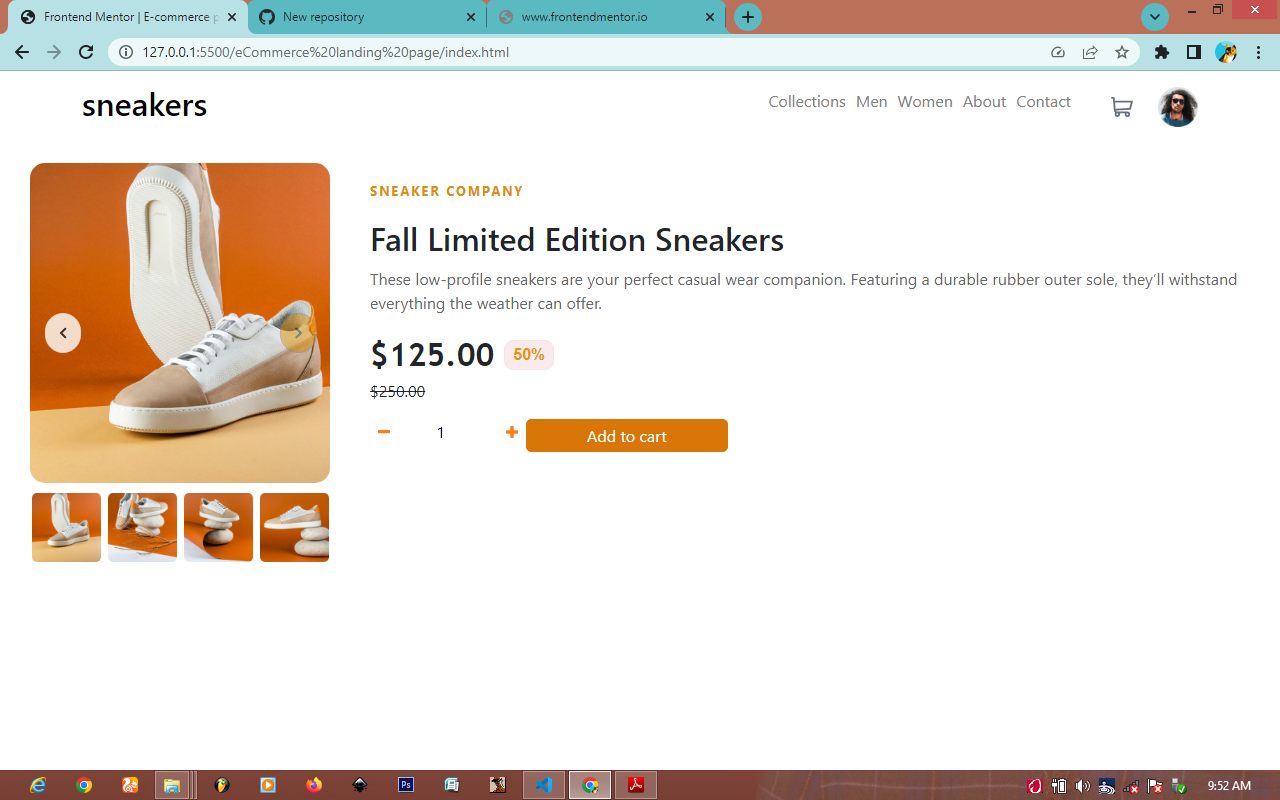 Frontend Mentor | E-commerce p
New repository
www.frontendmentor.io
127.0.0.1:5500/eCommerce%20landing%20page/index.html
sneakers
Collections Men Women About Contact
SNEAKER COMPANY
Fall Limited Edition Sneakers
These low-profile sneakers are your perfect casual wear companion. Featuring a durable rubber outer sole, they’ll withstand
everything the weather can offer.
$125.00 50%
$250.00
1 Add to cart
Ps
9:52 AM